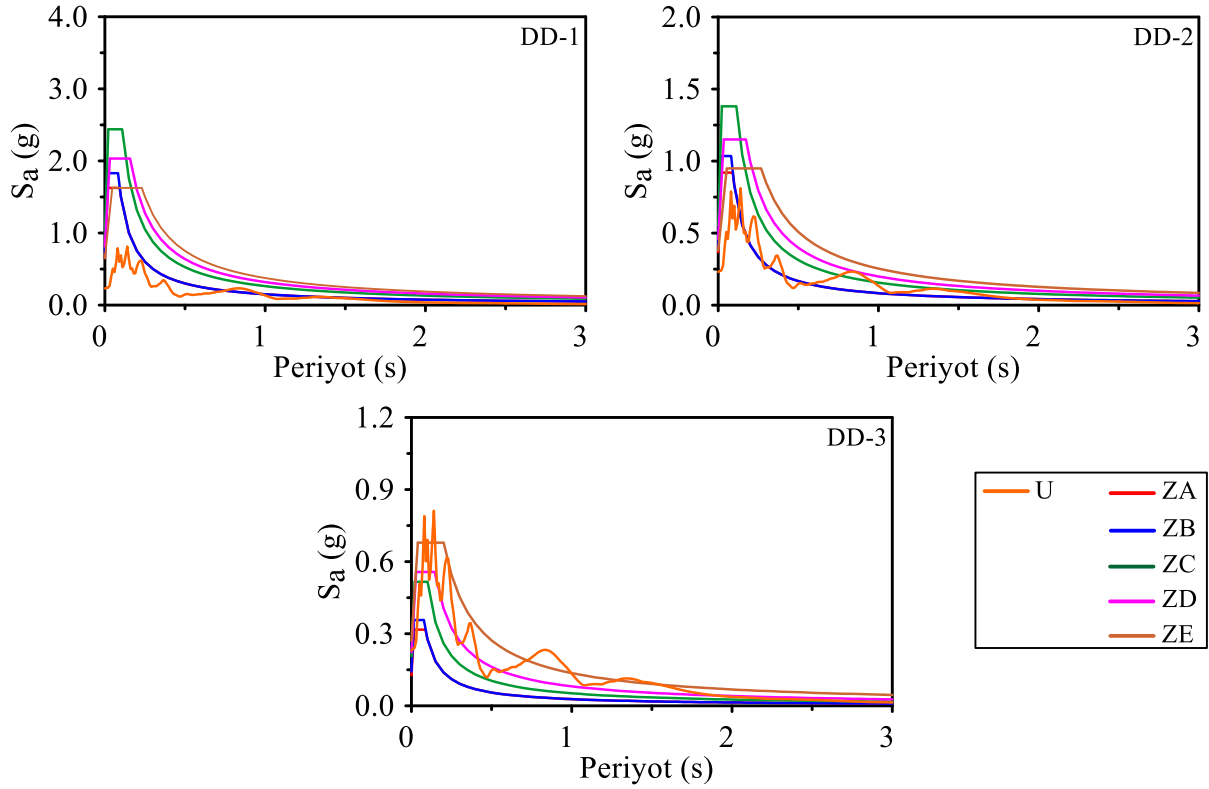 4.0
3.0
2.0
1.0
0.0
Sa (g)
DD-1
0
1
2
3
Periyot (s)
2.0
1.5
1.0
0.5
0.0
Sa (g)
DD-2
0
1
2
3
Periyot (s)
1.2
0.9
0.6
0.3
0.0
Sa (g)
DD-3
0
1
2
3
Periyot (s)
U
ZA
ZB
ZC
ZD
ZE